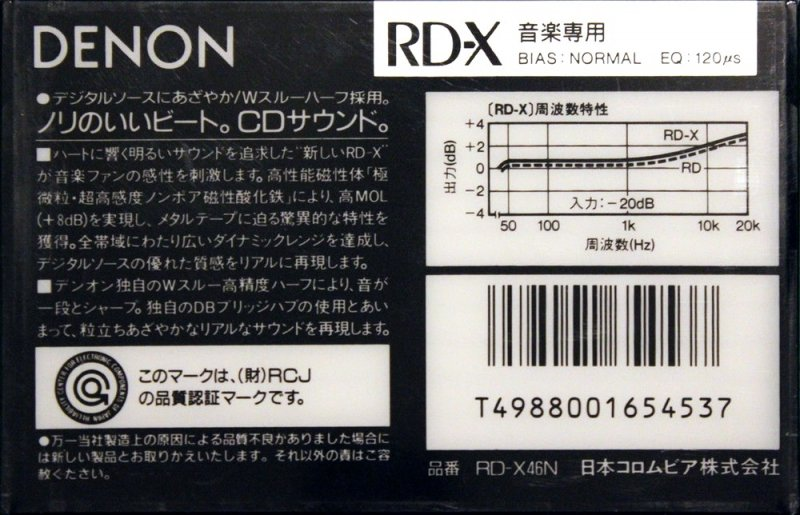 DENON
RD-X 音楽専用
BIAS: NORMAL EQ: 120μs
●デジタルソースにあざやか/Wスルーハーフ採用。
ノリのいいビート。CDサウンド。
■ハートに響く明るいサウンドを追求した"新しいRD-X"
が音楽ファンの感性を刺激します。高性能磁性体「極
微粒・超高感度ノンポア磁性酸化鉄」により、高MOL
(+8dB)を実現し、メタルテープに迫る驚異的な特性を
獲得。全帯域にわたり広いダイナミックレンジを達成し、
デジタルソースの優れた質感をリアルに再現します。
■デンオン独自のWスルー高精度ハーフにより、音が
一段とシャープ。独自のDBブリッジハブの使用とあい
まって、粒立ちあざやかなリアルなサウンドを再現します。
RELIABILITY CENTER FOR ELECTRONIC COMPONENTS OF JAPAN
このマークは、(財)RCJ
の品質認証マークです。
●万一当社製造上の原因による品質不良がありました場合に
は新しい製品とお取りかえいたします。それ以外の責はご容
赦ください。
〔RD-X〕周波数特性
出力(dB)
+4
+2
0
-2
-4
RD-X
RD
入力:-20dB
50 100 1k 10k 20k
周波数(Hz)
T4988001654537
品番 RD-X46N 日本コロムビア株式会社